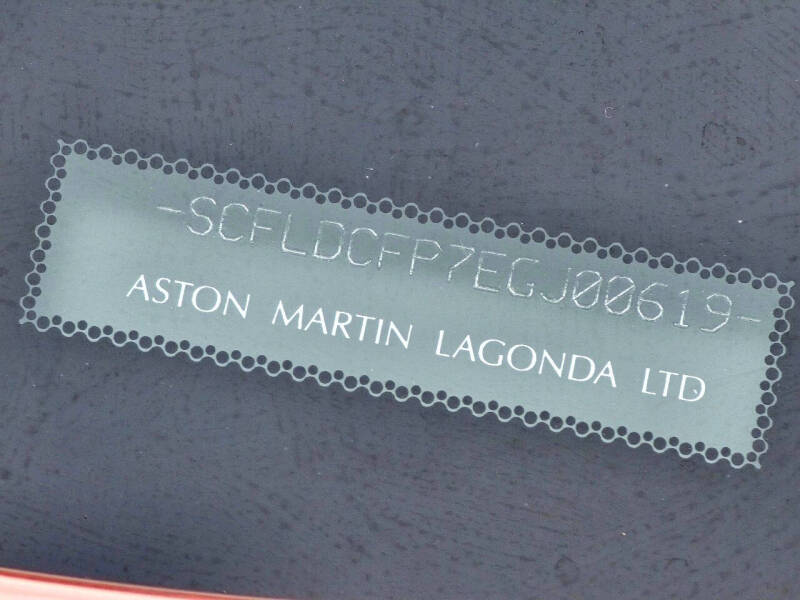 -SCFLDCFP7EGJ00619-
ASTON MARTIN LAGONDA LTD